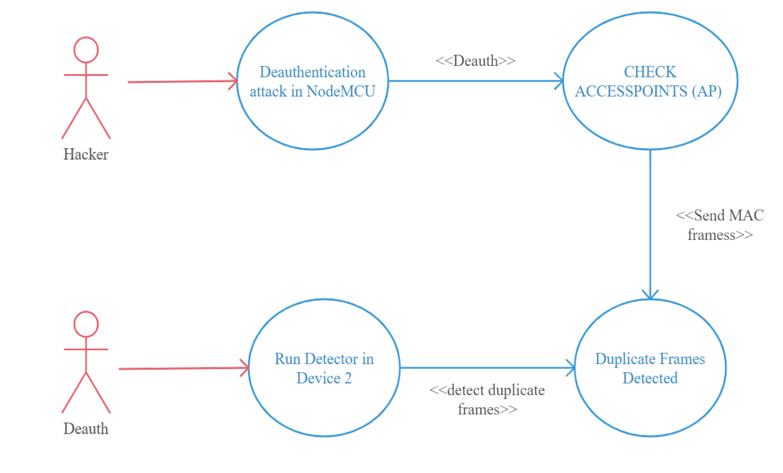 Deauthentication
attack in NodeMCU
<<Deauth>>
CHECK
ACCESSPOINTS (AP)
Hacker
<<Send MAC
framess>>
Run Detector in
Device 2
<<detect duplicate
frames>>
Duplicate Frames
Detected
Deauth